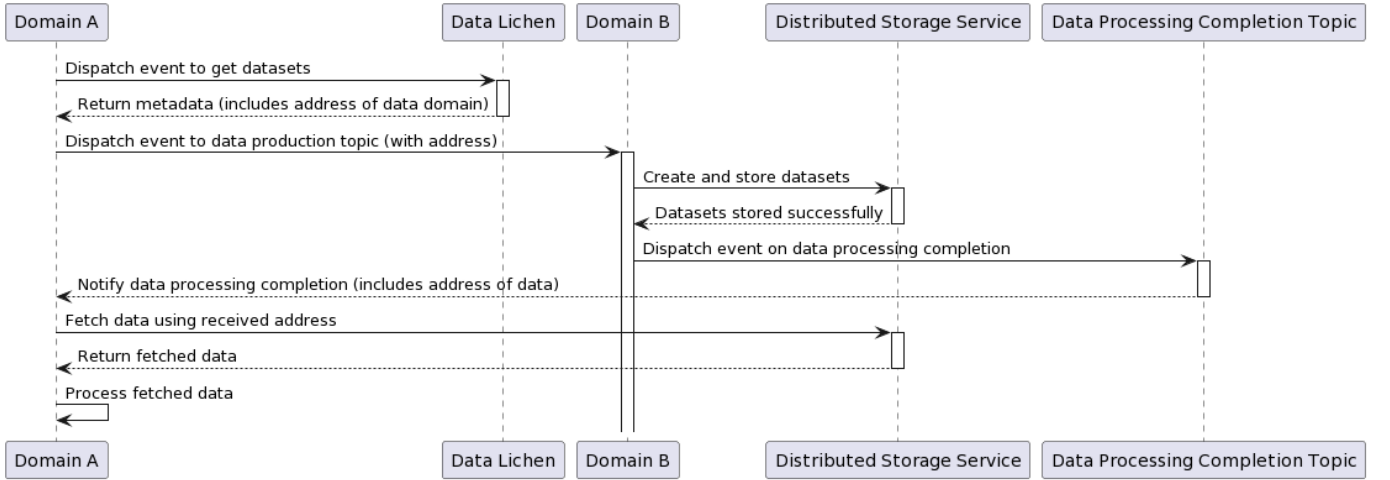 Domain A
Data Lichen
Domain B
Distributed Storage Service
Data Processing Completion Topic
Dispatch event to get datasets
Return metadata (includes address of data domain)
Dispatch event to data production topic (with address)
Create and store datasets
Datasets stored successfully
Dispatch event on data processing completion
Notify data processing completion (includes address of data)
Fetch data using received address
Return fetched data
Process fetched data
Domain A
Data Lichen
Domain B
Distributed Storage Service
Data Processing Completion Topic